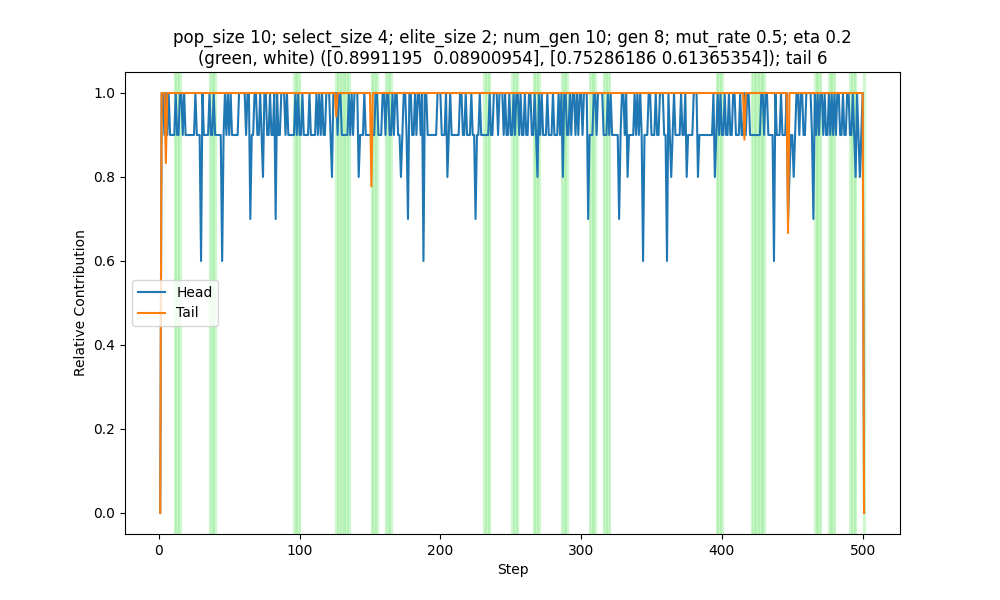 pop_size 10; select_size 4; elite_size 2; num_gen 10; gen 8; mut_rate 0.5; eta 0.2
(green, white) ([0.8991195  0.08900954], [0.75286186 0.61365354]); tail 6
1.0
0.8
0.6
0.4
0.2
0.0
Relative Contribution
Head
Tail
0
100
200
300
400
500
Step